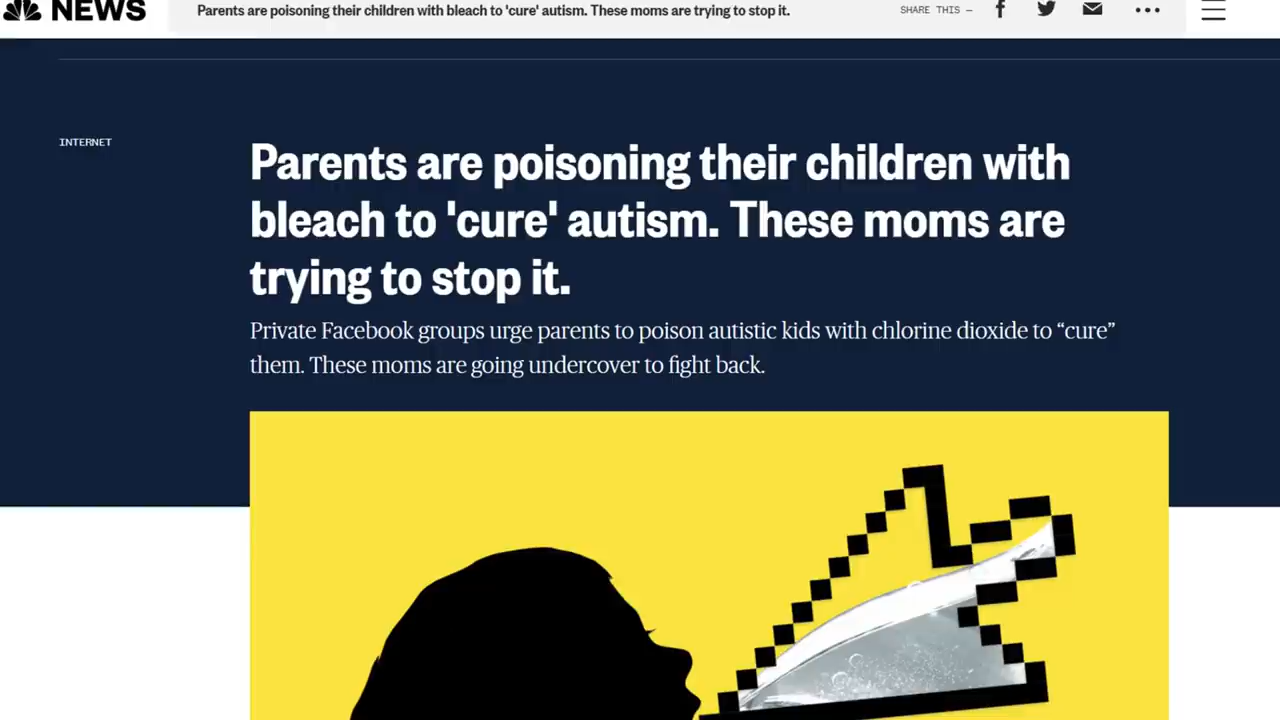 NEWS
Parents are poisoning their children with bleach to 'cure' autism. These moms are trying to stop it.
SHARE THIS —
INTERNET
Parents are poisoning their children with
bleach to 'cure' autism. These moms are
trying to stop it.
Private Facebook groups urge parents to poison autistic kids with chlorine dioxide to “cure”
them. These moms are going undercover to fight back.